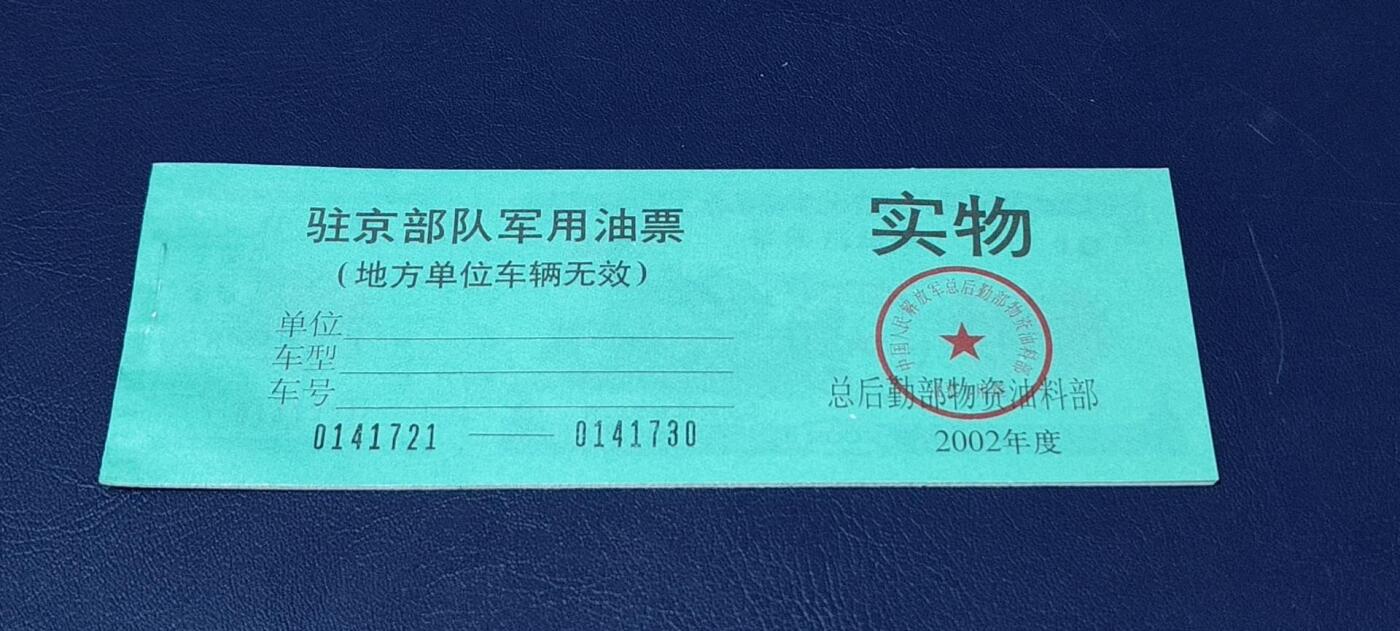 驻京部队军用油票
（地方单位车辆无效）
单位
车型
车号
0141721 —— 0141730
实物
中国人民解放军总后勤部物资油料部
总后勤部物资油料部
2002年度